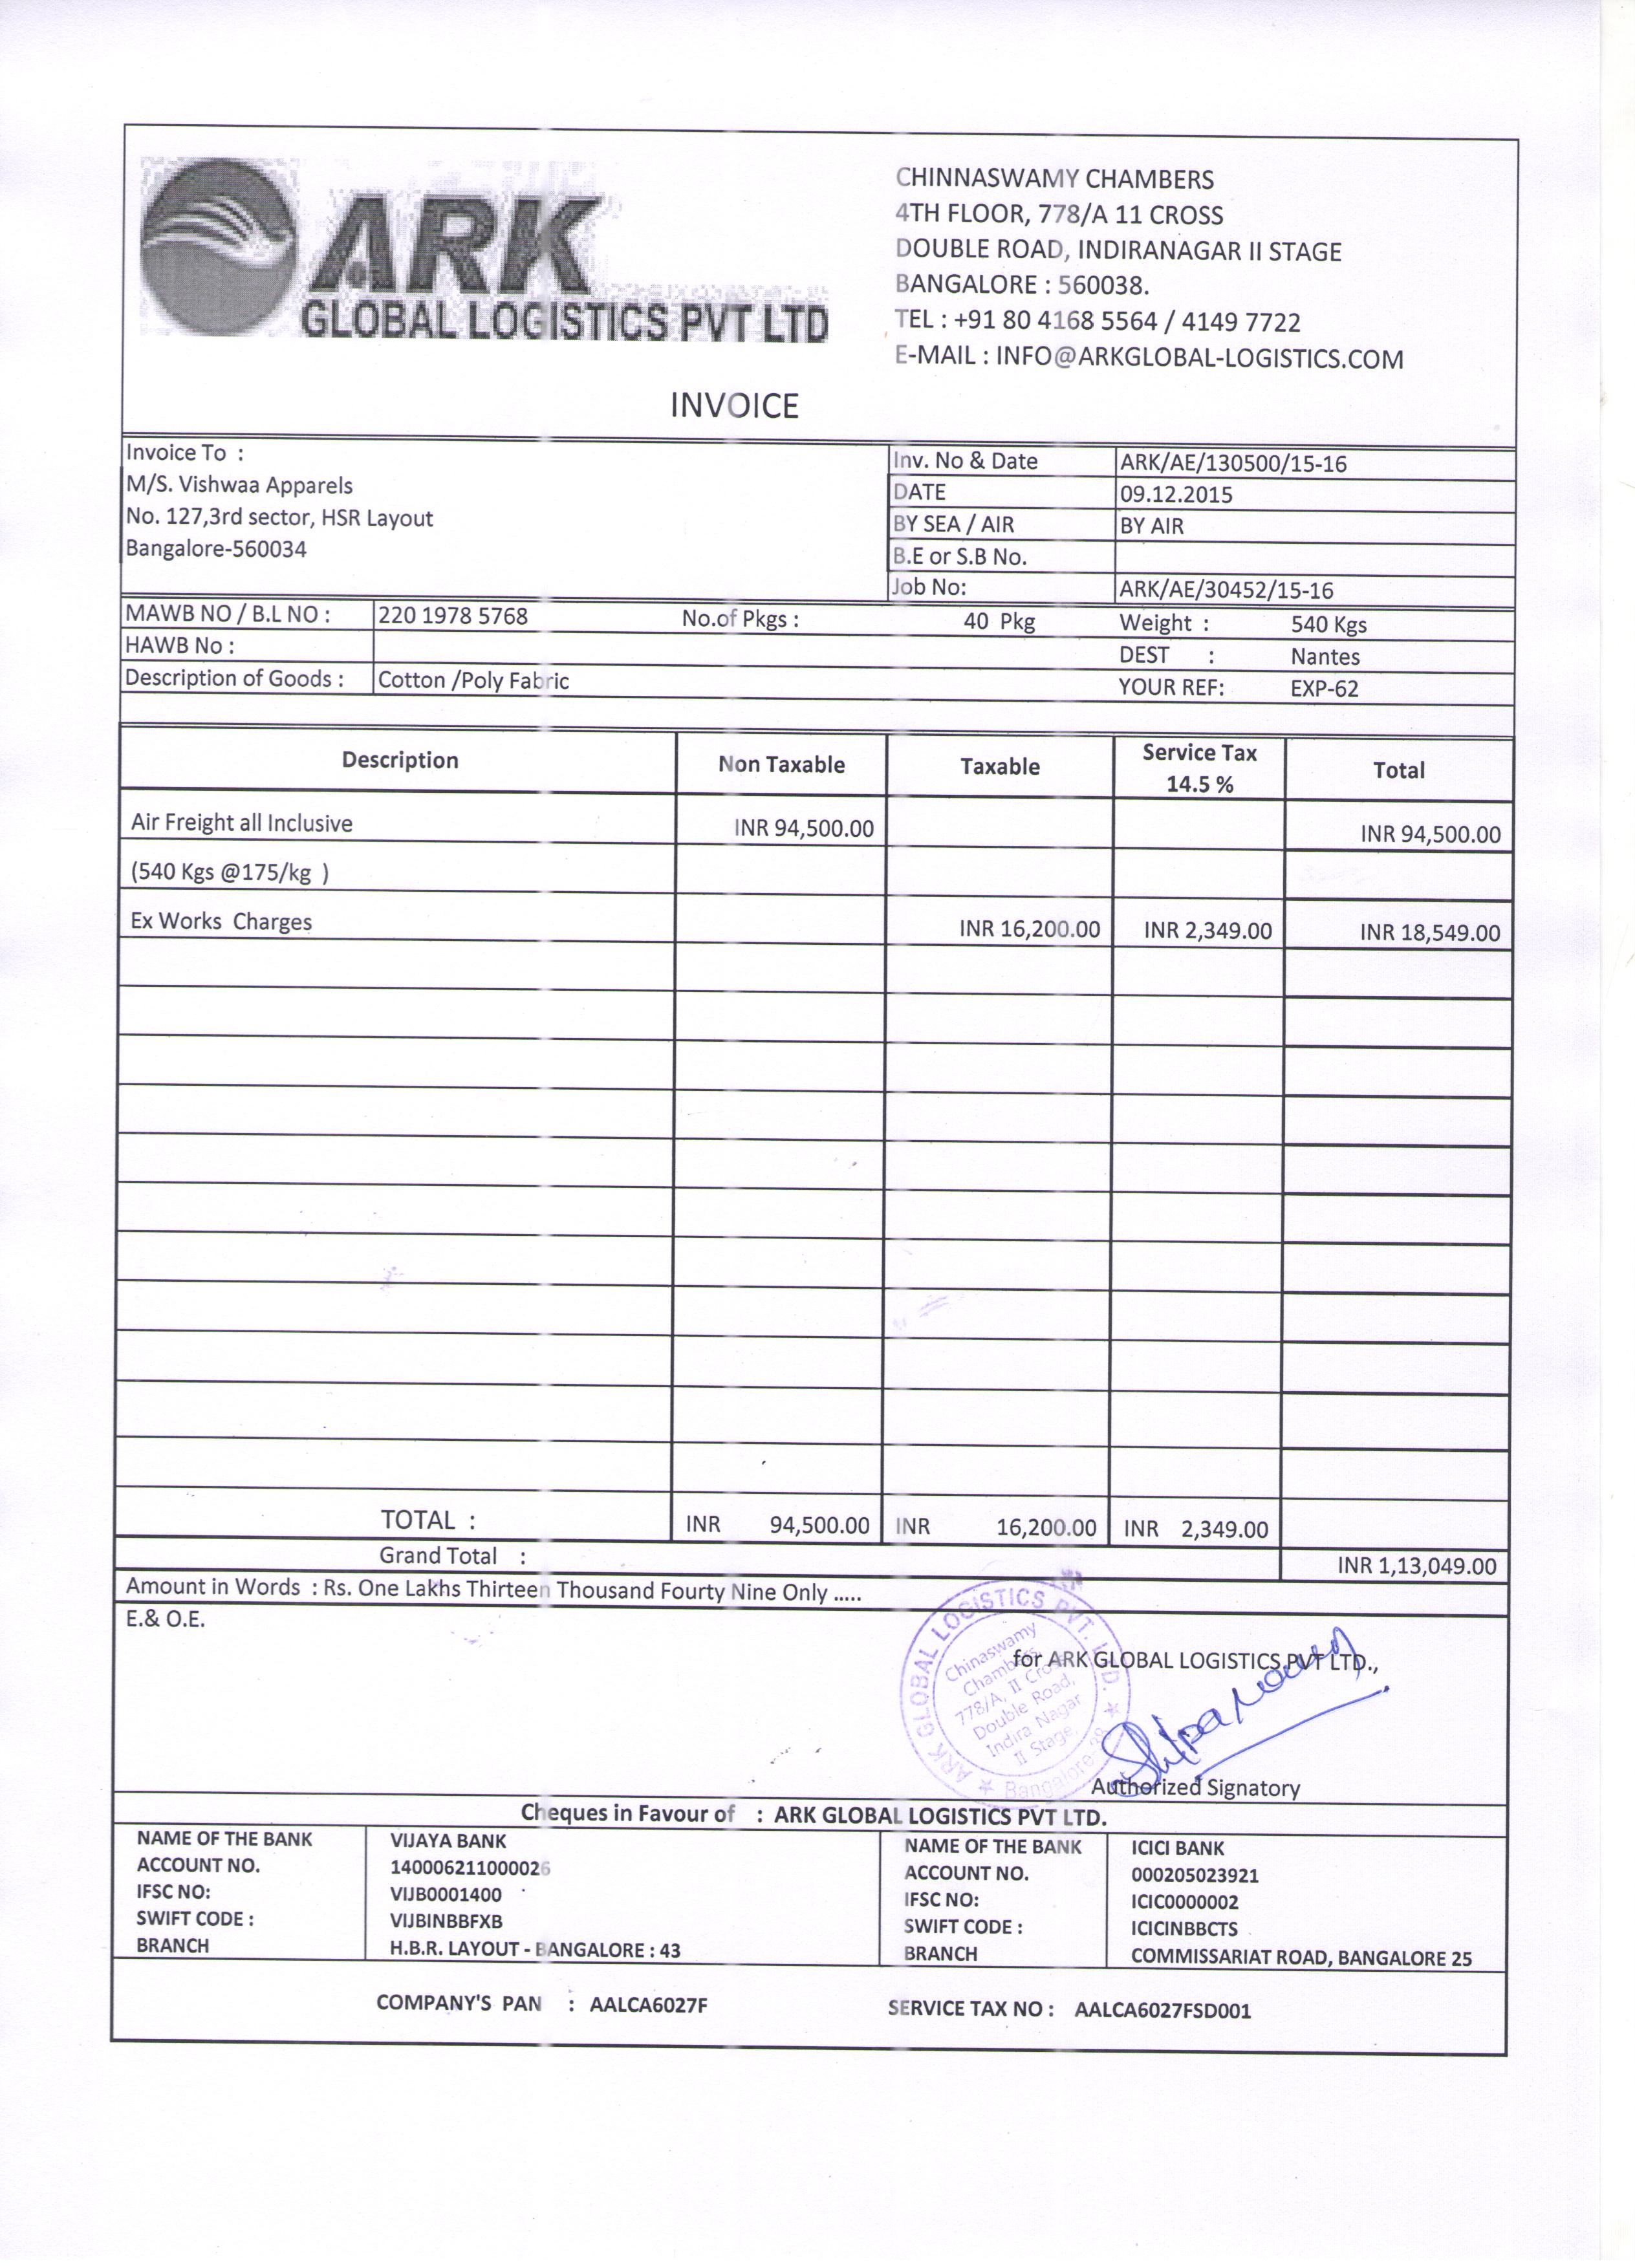 ARK
GLOBAL LOGISTICS PVT LTD
CHINNASWAMY CHAMBERS
4TH FLOOR, 778/A 11 CROSS
DOUBLE ROAD, INDIRANAGAR II STAGE
BANGALORE : 560038.
TEL : +91 80 4168 5564 / 4149 7722
E-MAIL : INFO@ARKGLOBAL-LOGISTICS.COM
INVOICE
Invoice To :
M/S. Vishwaa Apparels
No. 127,3rd sector, HSR Layout
Bangalore-560034
Inv. No & Date ARK/AE/130500/15-16
DATE 09.12.2015
BY SEA / AIR BY AIR
B.E or S.B No.
Job No: ARK/AE/30452/15-16
MAWB NO / B.L NO : 220 1978 5768 No.of Pkgs : 40 Pkg Weight : 540 Kgs
HAWB No : DEST : Nantes
Description of Goods : Cotton /Poly Fabric YOUR REF: EXP-62
Description Non Taxable Taxable Service Tax 14.5 % Total
Air Freight all Inclusive INR 94,500.00 INR 94,500.00
(540 Kgs @175/kg )
Ex Works Charges INR 16,200.00 INR 2,349.00 INR 18,549.00
TOTAL : INR 94,500.00 INR 16,200.00 INR 2,349.00
Grand Total : INR 1,13,049.00
Amount in Words : Rs. One Lakhs Thirteen Thousand Fourty Nine Only .....
E.& O.E.
for ARK GLOBAL LOGISTICS PVT LTD.,
ARK GLOBAL LOGISTICS PVT. LTD.
Chinaswamy
Chambers
778/A, II Cross
Double Road,
Indira Nagar
II Stage
Bangalore-38
Authorized Signatory
Cheques in Favour of : ARK GLOBAL LOGISTICS PVT LTD.
NAME OF THE BANK VIJAYA BANK NAME OF THE BANK ICICI BANK
ACCOUNT NO. 140006211000026 ACCOUNT NO. 000205023921
IFSC NO: VIJB0001400 IFSC NO: ICIC0000002
SWIFT CODE : VIJBINBBFXB SWIFT CODE : ICICINBBCTS
BRANCH H.B.R. LAYOUT - BANGALORE : 43 BRANCH COMMISSARIAT ROAD, BANGALORE 25
COMPANY'S PAN : AALCA6027F SERVICE TAX NO : AALCA6027FSD001